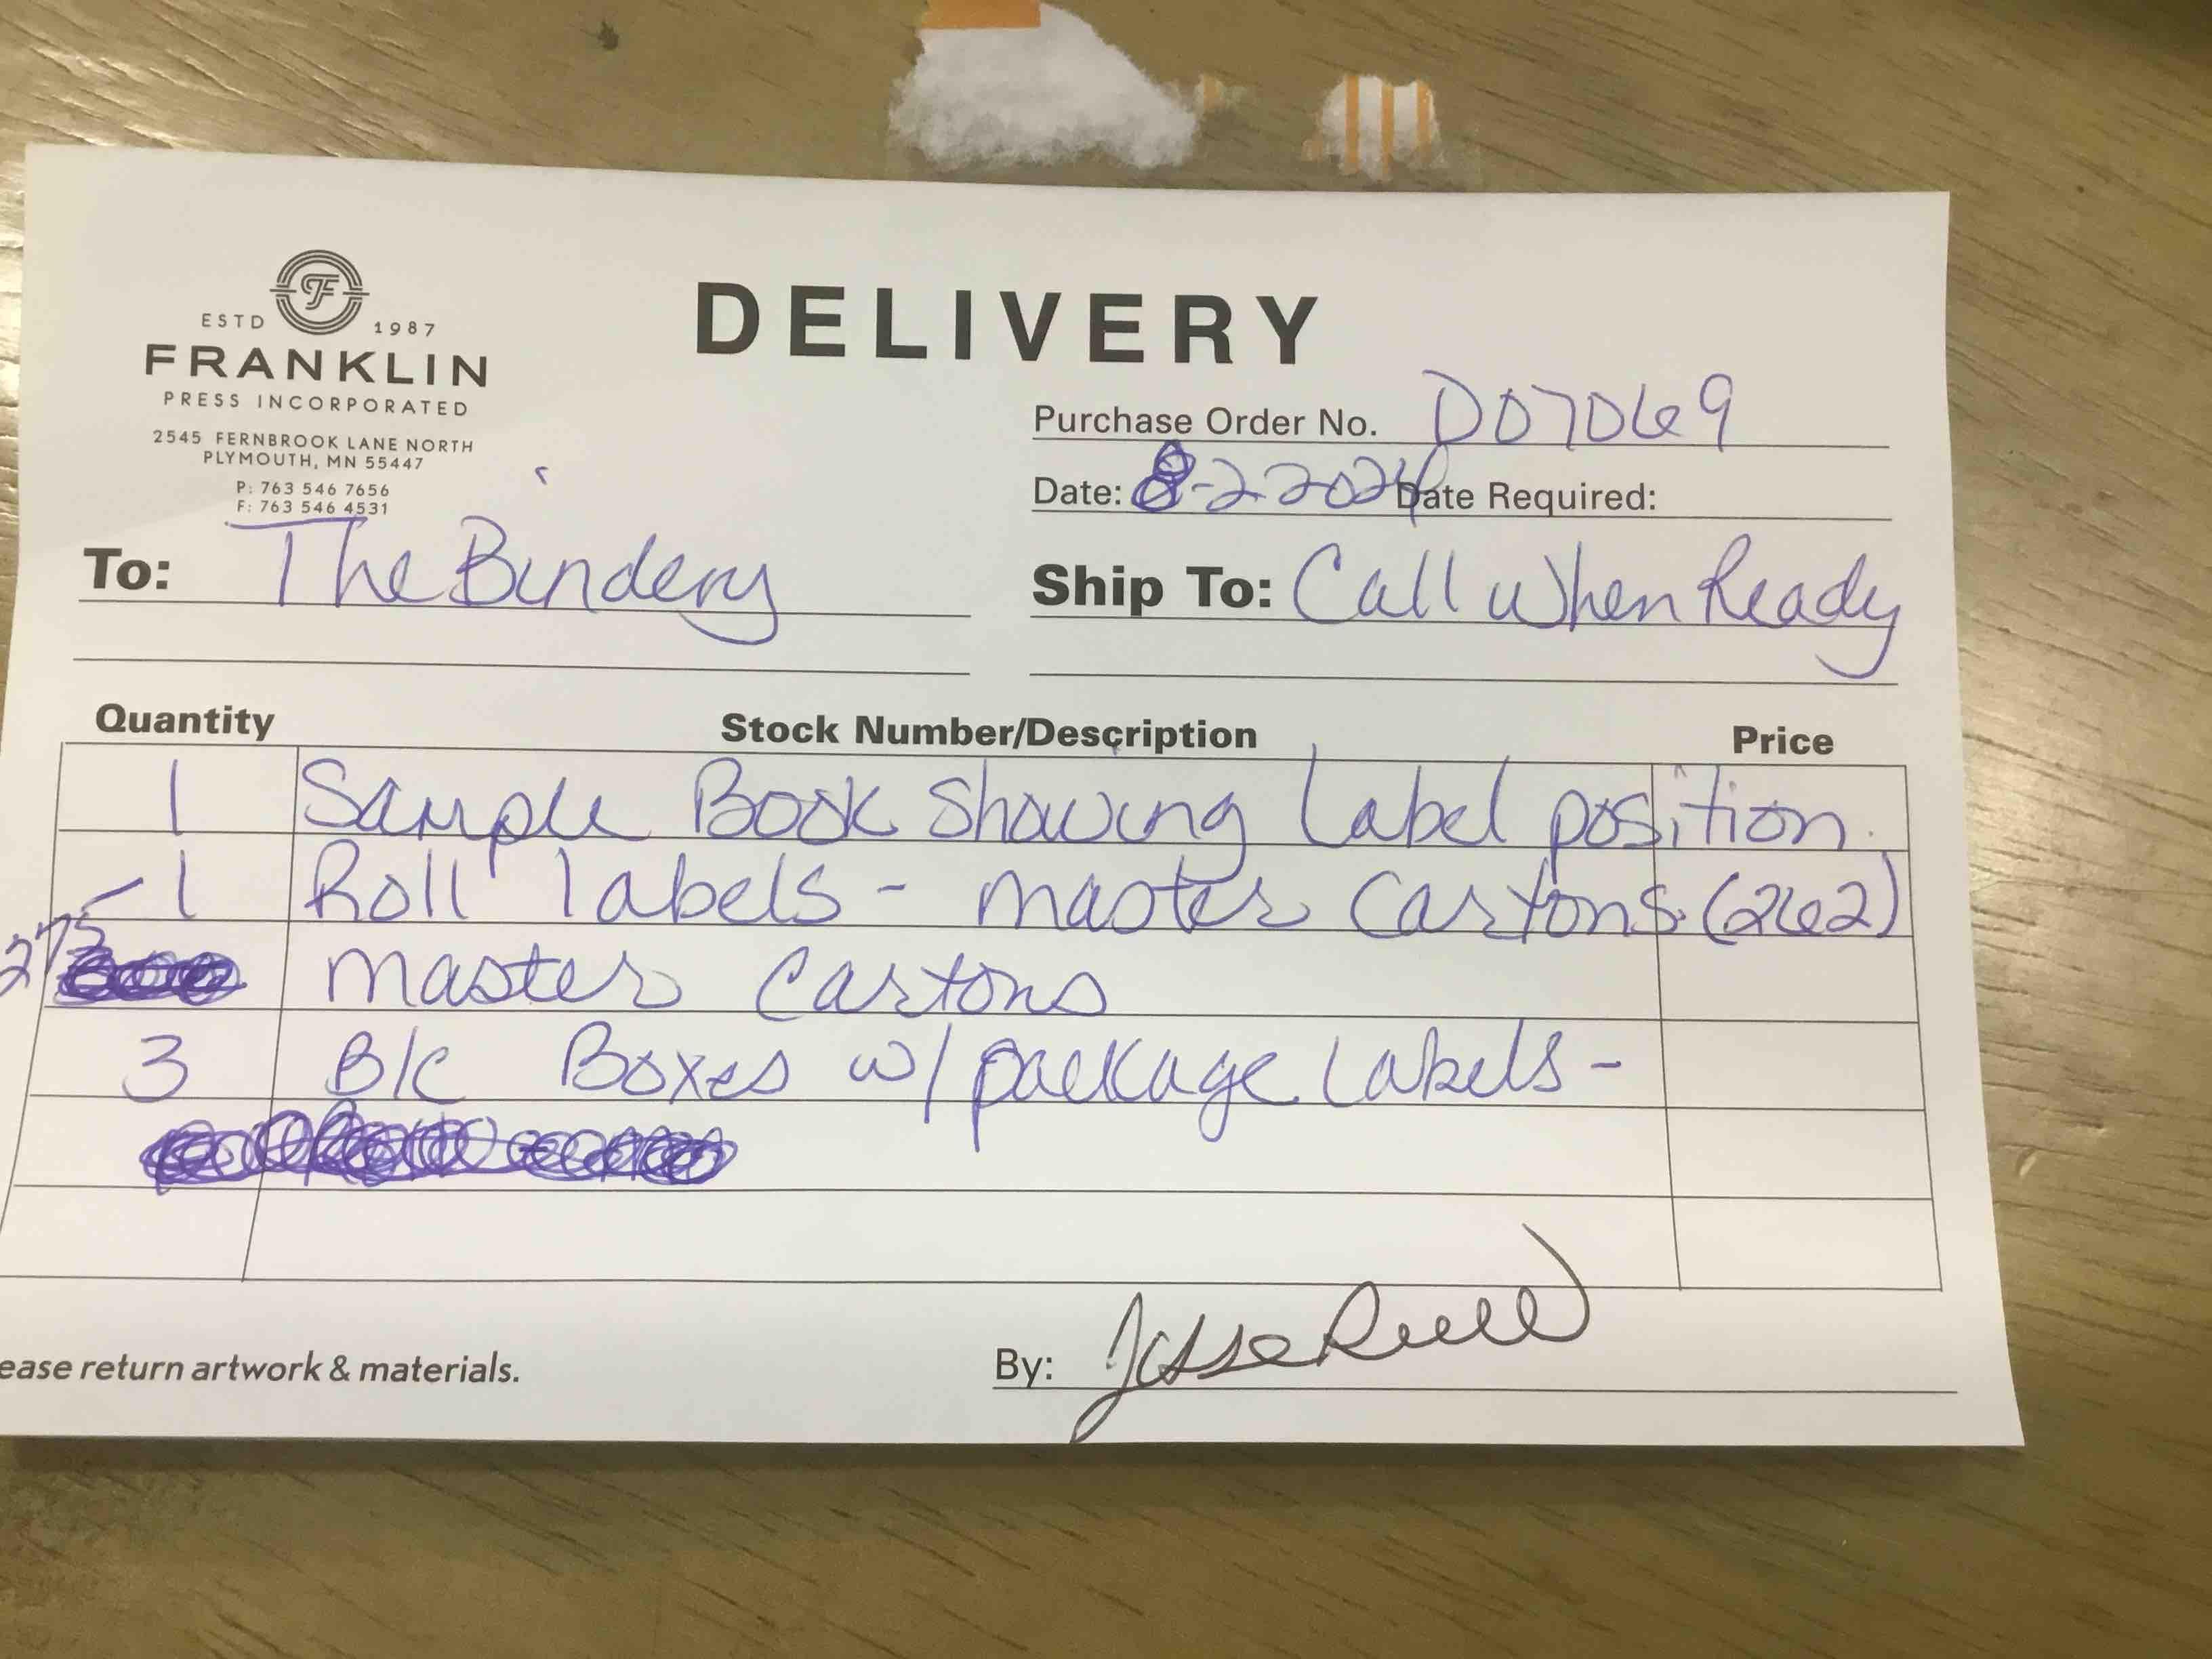 F
ESTD 1987
FRANKLIN
PRESS INCORPORATED
2545 FERNBROOK LANE NORTH
PLYMOUTH, MN 55447
P: 763 546 7656
F: 763 546 4531
DELIVERY
Purchase Order No. D07069
Date: 8-2 2024 Date Required:
To: The Bindery
Ship To: Call When Ready
Quantity Stock Number/Description Price
1 Sample Book showing label position
1 Roll labels - master cartons (262)
275 master cartons
3 B/C Boxes w/ package labels -
ease return artwork & materials.
By: Jesse